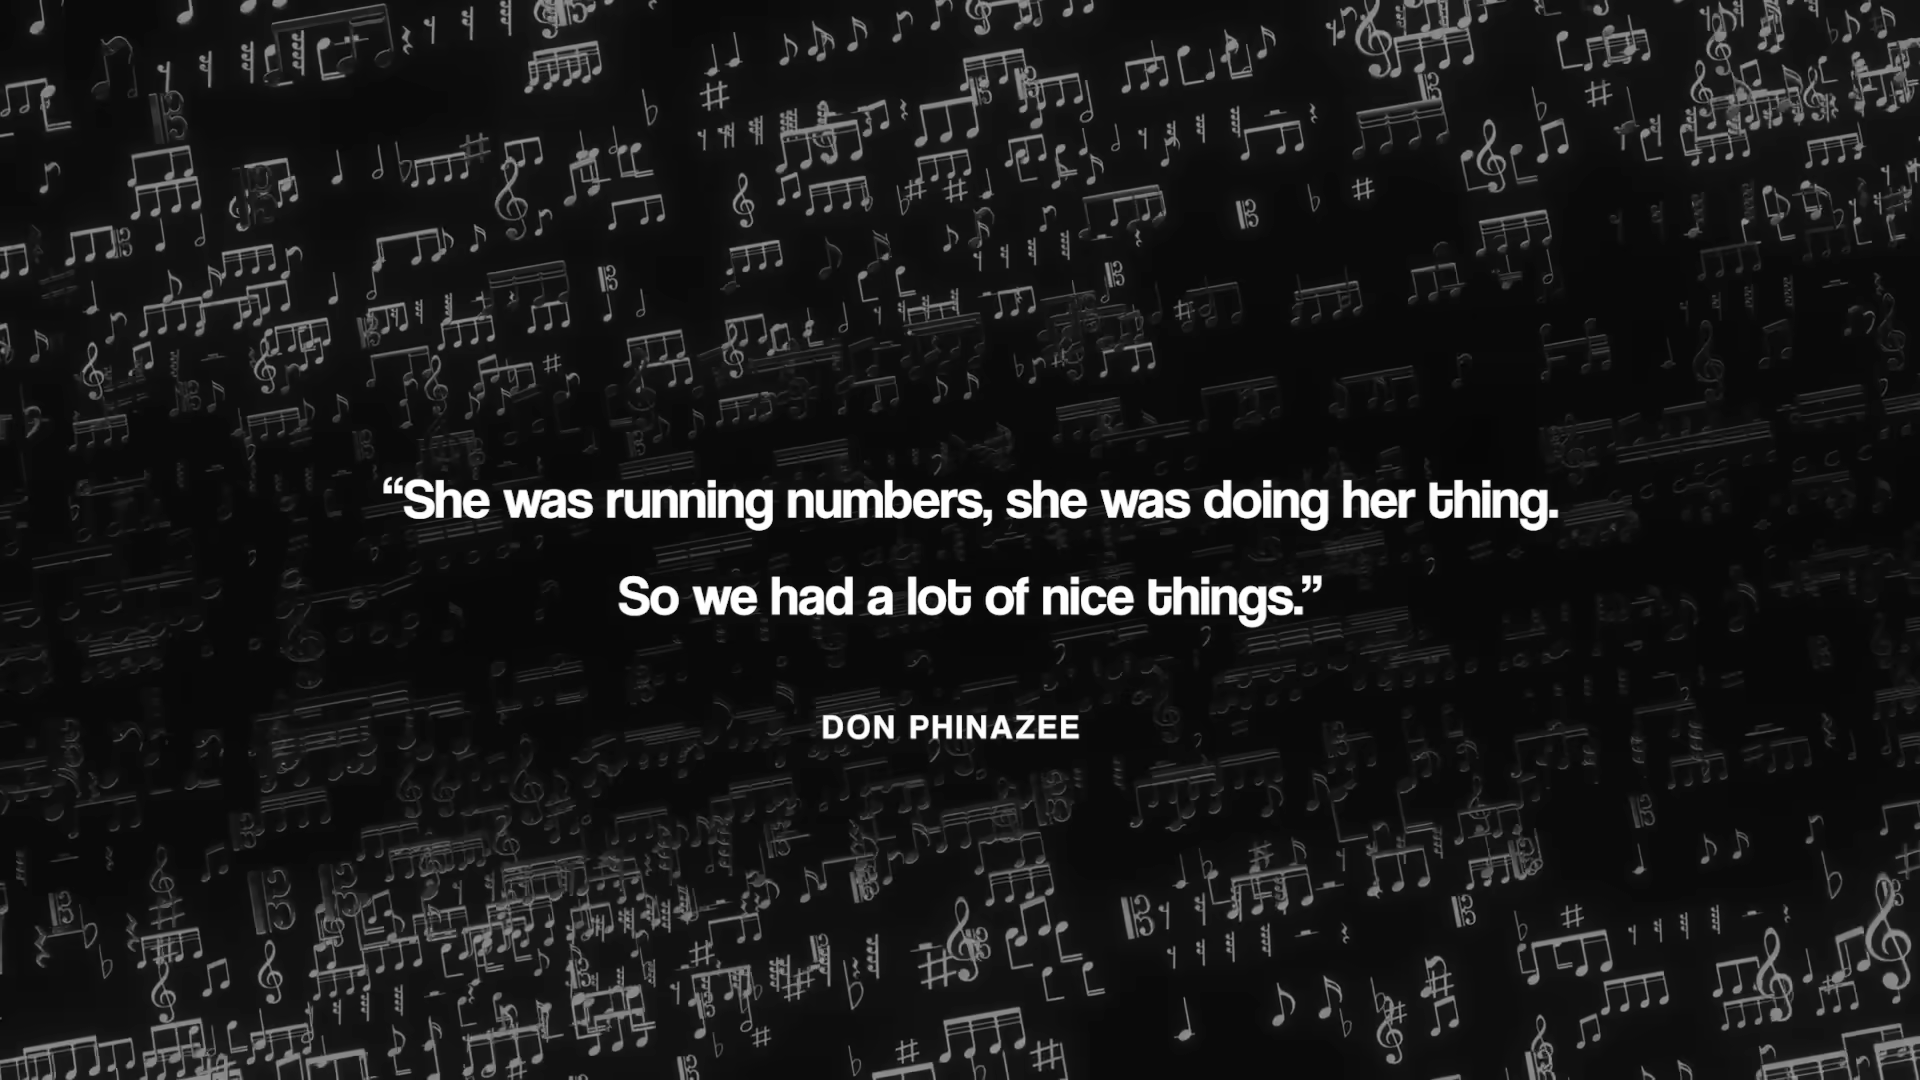 “She was running numbers, she was doing her thing.
So we had a lot of nice things.”
DON PHINAZEE